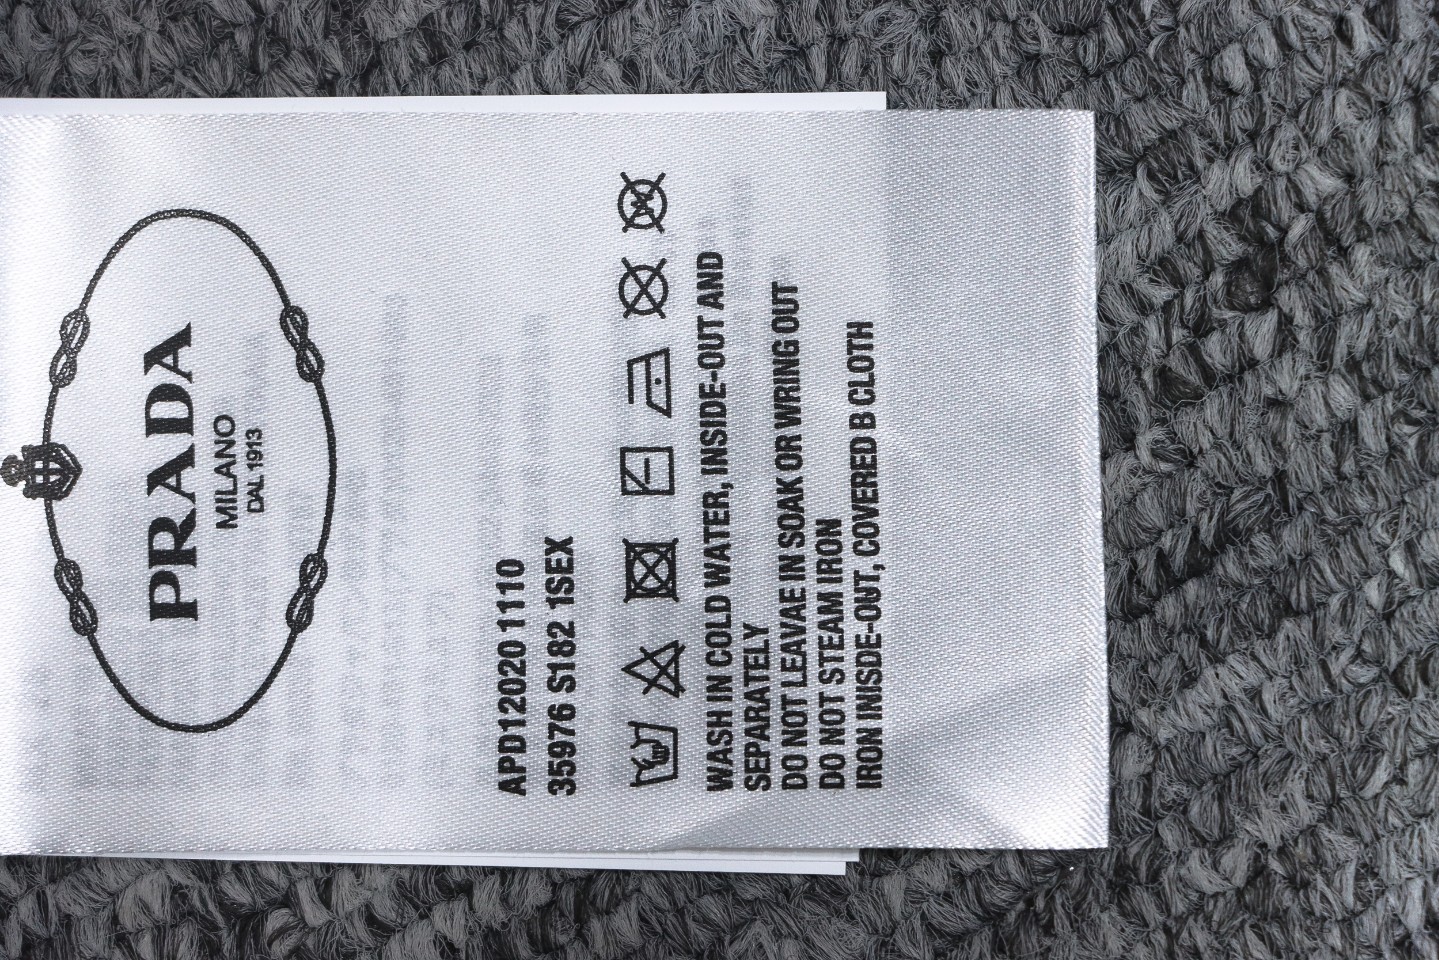 PRADA
MILANO
DAL 1913
APD12020 1110
35976 S182 1SEX
WASH IN COLD WATER, INSIDE-OUT AND
SEPARATELY
DO NOT LEAVAE IN SOAK OR WRING OUT
DO NOT STEAM IRON
IRON INISDE-OUT, COVERED B CLOTH